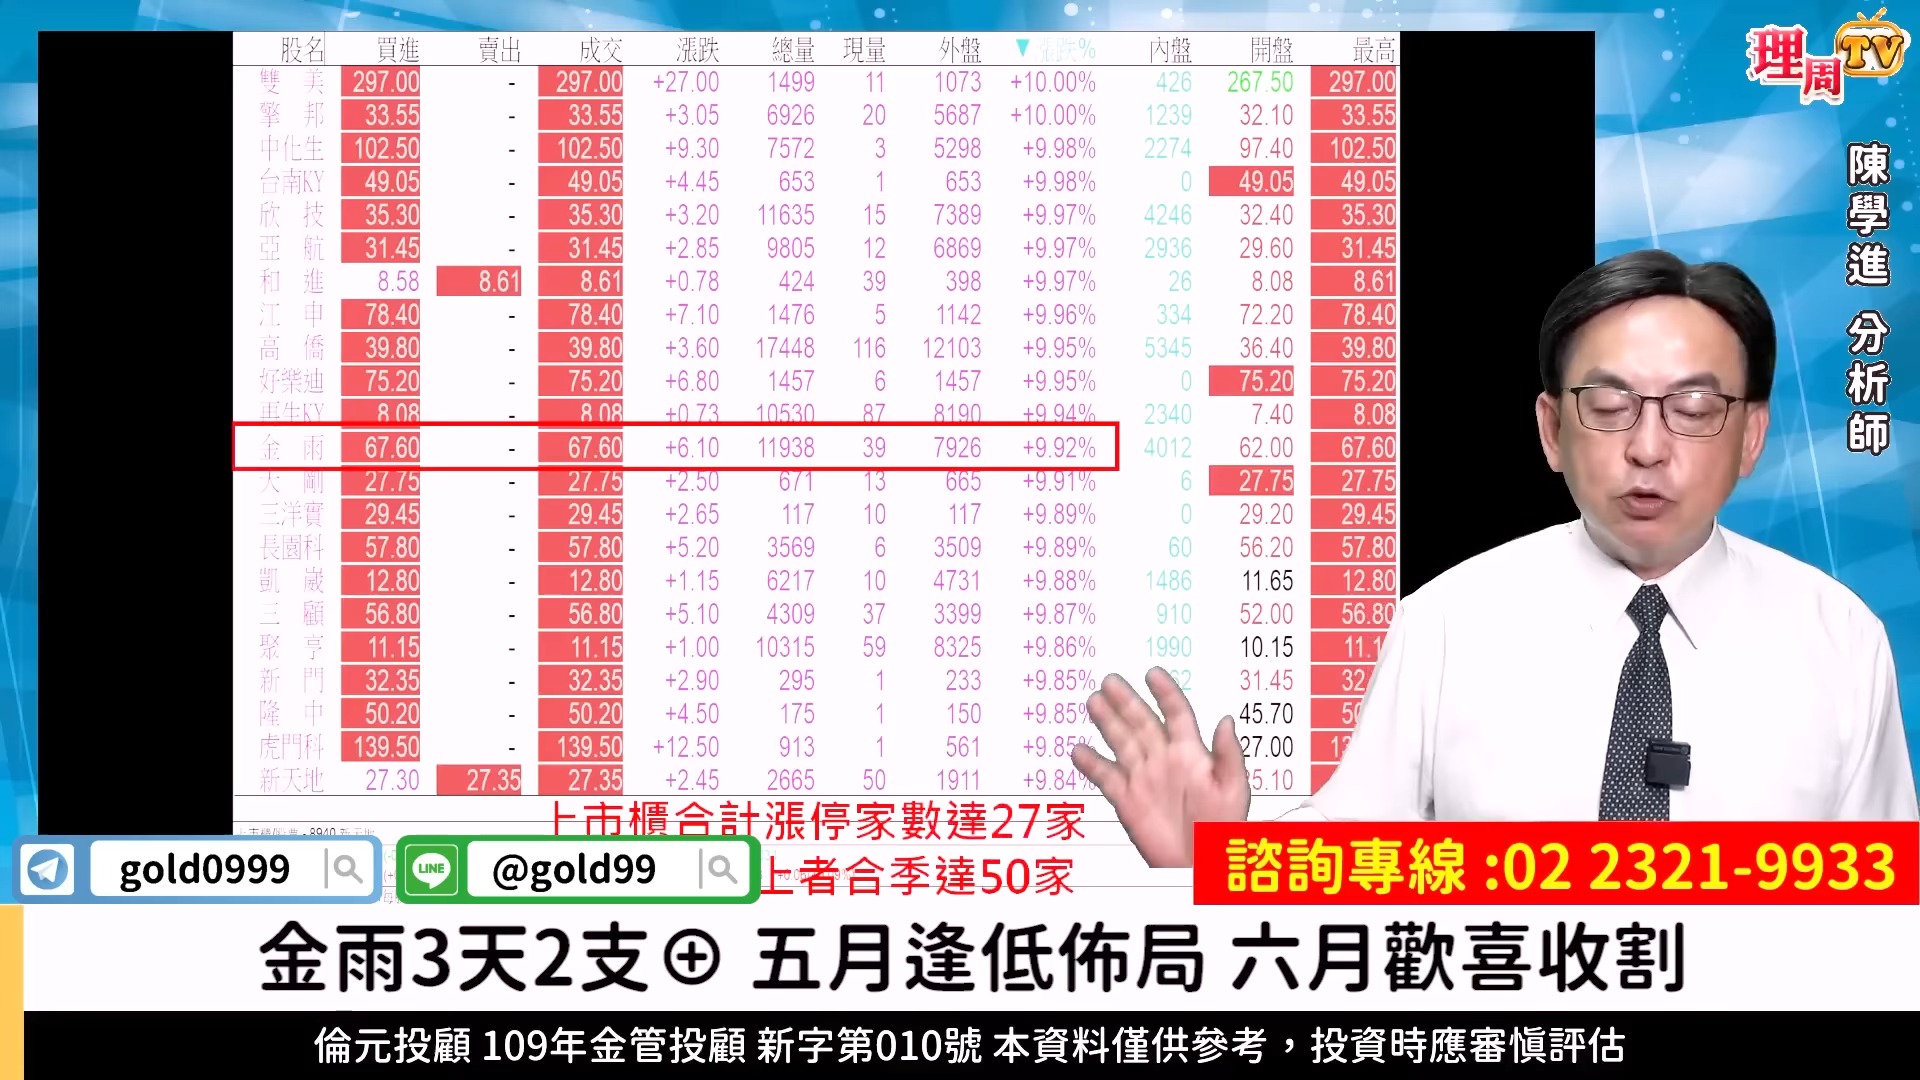 股名 買進 賣出 成交 漲跌 總量 現量 外盤 ▼漲跌% 內盤 開盤 最高
雙美 297.00 - 297.00 +27.00 1499 11 1073 +10.00% 426 267.50 297.00
擎邦 33.55 - 33.55 +3.05 6926 20 5687 +10.00% 1239 32.10 33.55
中化生 102.50 - 102.50 +9.30 7572 3 5298 +9.98% 2274 97.40 102.50
台南KY 49.05 - 49.05 +4.45 653 1 653 +9.98% 0 49.05 49.05
欣技 35.30 - 35.30 +3.20 11635 15 7389 +9.97% 4246 32.40 35.30
亞航 31.45 - 31.45 +2.85 9805 12 6869 +9.97% 2936 29.60 31.45
和進 8.58 8.61 8.61 +0.78 424 39 398 +9.97% 26 8.08 8.61
江申 78.40 - 78.40 +7.10 1476 5 1142 +9.96% 334 72.20 78.40
高僑 39.80 - 39.80 +3.60 17448 116 12103 +9.95% 5345 36.40 39.80
好樂迪 75.20 - 75.20 +6.80 1457 6 1457 +9.95% 0 75.20 75.20
再生KY 8.08 - 8.08 +0.73 10530 87 8190 +9.94% 2340 7.40 8.08
金雨 67.60 - 67.60 +6.10 11938 39 7926 +9.92% 4012 62.00 67.60
大剛 27.75 - 27.75 +2.50 671 13 665 +9.91% 6 27.75 27.75
三洋實 29.45 - 29.45 +2.65 117 10 117 +9.89% 0 29.20 29.45
長園科 57.80 - 57.80 +5.20 3569 6 3509 +9.89% 60 56.20 57.80
凱崴 12.80 - 12.80 +1.15 6217 10 4731 +9.88% 1486 11.65 12.80
三顧 56.80 - 56.80 +5.10 4309 37 3399 +9.87% 910 52.00 56.80
聚亨 11.15 - 11.15 +1.00 10315 59 8325 +9.86% 1990 10.15 11.1
新門 32.35 - 32.35 +2.90 295 1 233 +9.85% 62 31.45 32.
隆中 50.20 - 50.20 +4.50 175 1 150 +9.85% 45.70 50
虎門科 139.50 - 139.50 +12.50 913 1 561 +9.85% 27.00 13
新天地 27.30 27.35 27.35 +2.45 2665 50 1911 +9.84% 5.10
上市櫃合計漲停家數達27家
上者合季達50家
理周TV
陳學進 分析師
gold0999
LINE @gold99
諮詢專線 :02 2321-9933
金雨3天2支⊕ 五月逢低佈局 六月歡喜收割
倫元投顧 109年金管投顧 新字第010號 本資料僅供參考，投資時應審慎評估